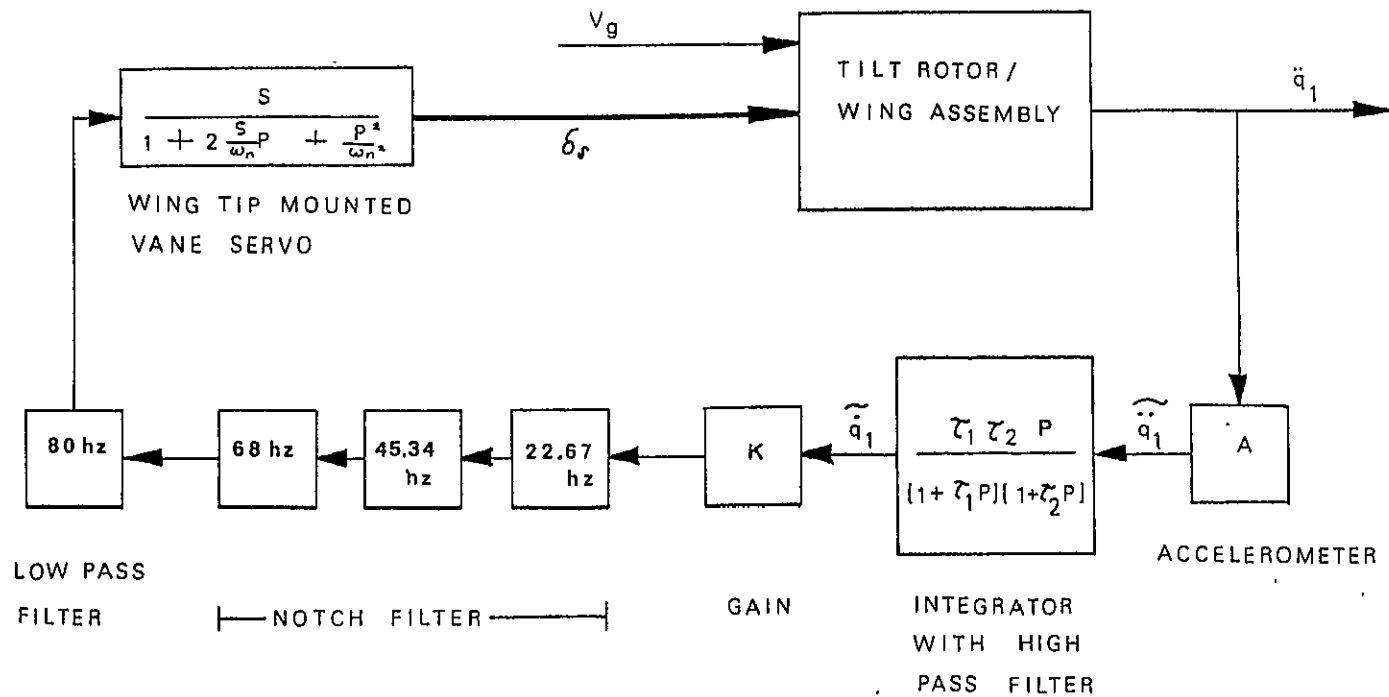 V_g
TILT ROTOR /
WING ASSEMBLY
q̈_1
S
1 + 2 S/ω_n P + P²/ω_n²
δ_s
WING TIP MOUNTED
VANE SERVO
80 hz
68 hz
45.34
hz
22.67
hz
K
q̇̃_1
τ_1 τ_2 P
[1 + τ_1 P][1 + τ_2 P]
q̈̃_1
A
LOW PASS
FILTER
NOTCH FILTER
GAIN
INTEGRATOR
WITH HIGH
PASS FILTER
ACCELEROMETER